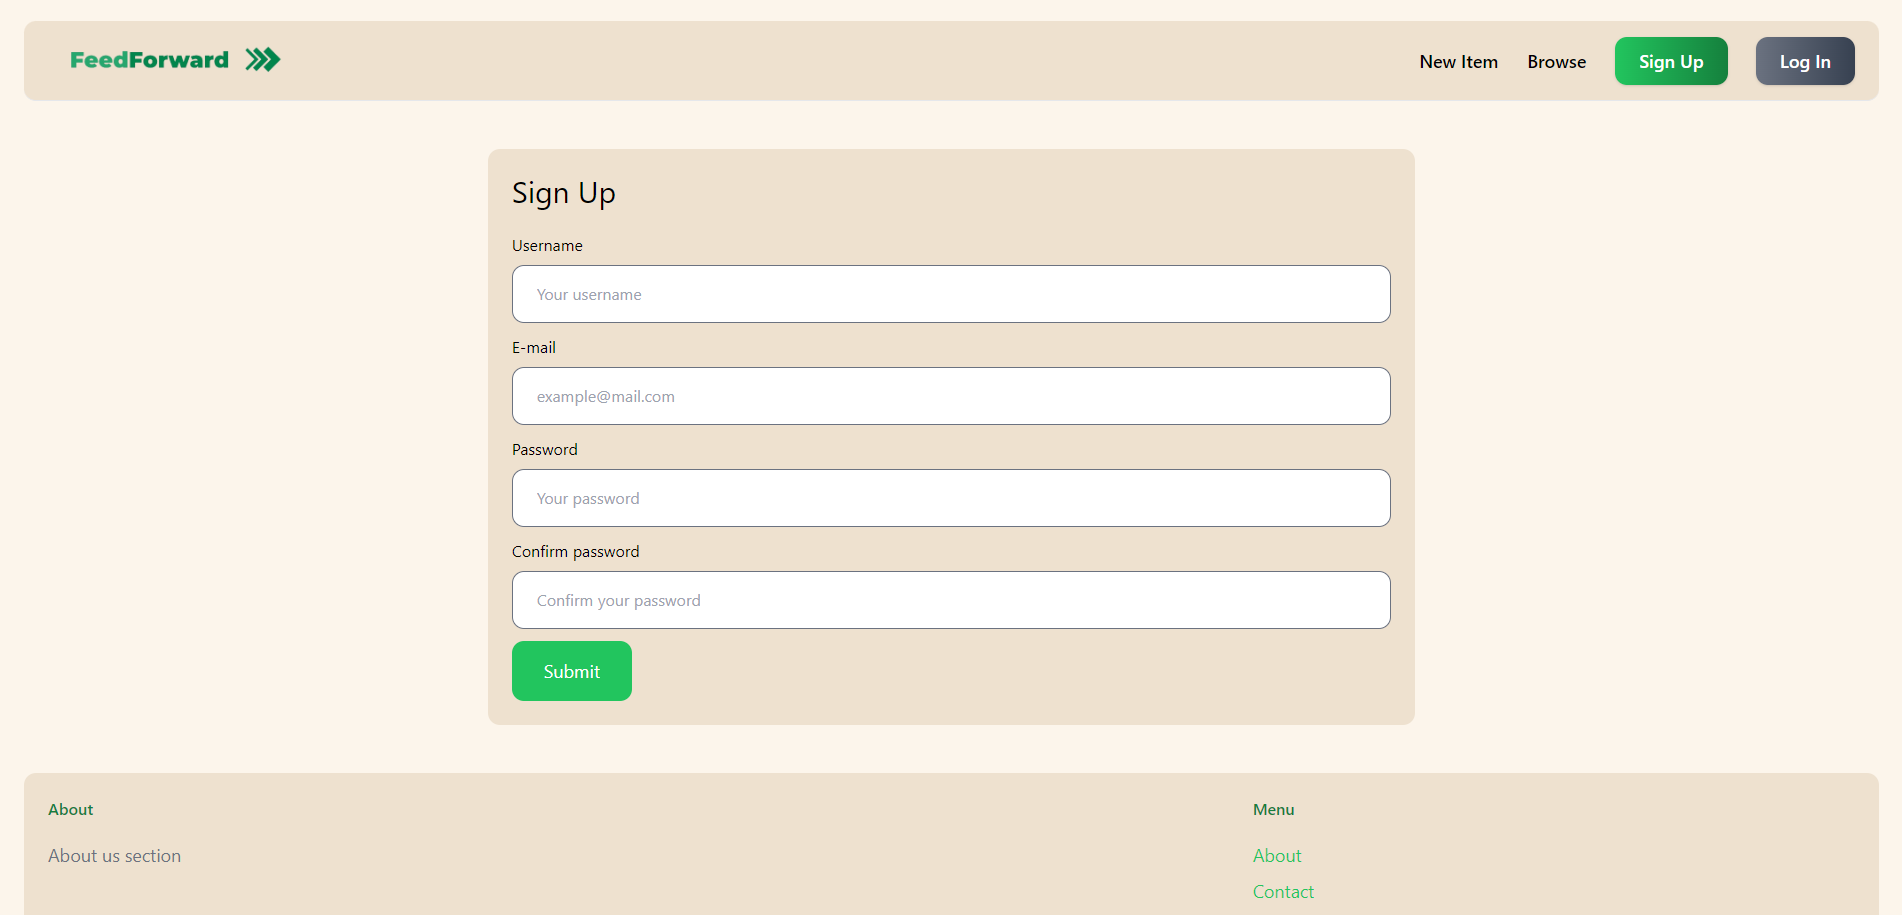 FeedForward
New Item Browse Sign Up Log In
Sign Up
Username
Your username
E-mail
example@mail.com
Password
Your password
Confirm password
Confirm your password
Submit
About
About us section
Menu
About
Contact